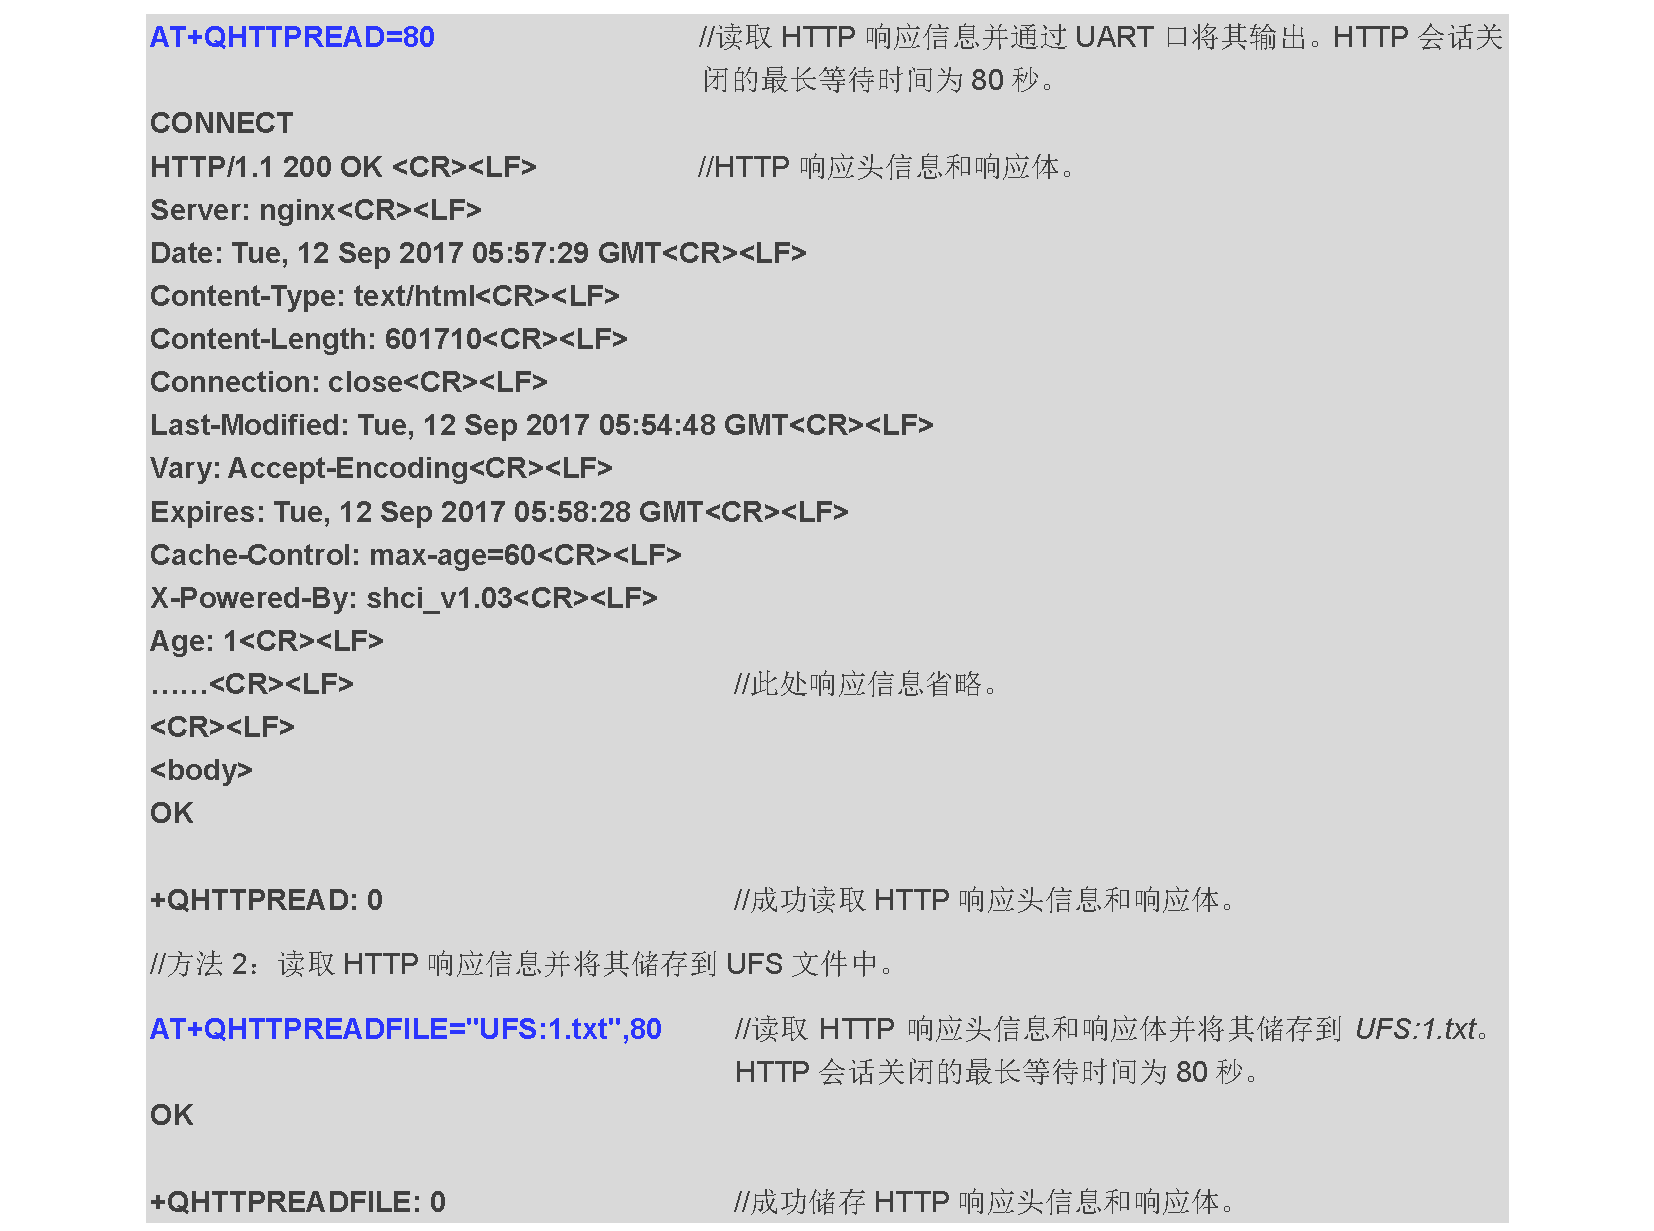 AT+QHTTPREAD=80 //读取 HTTP 响应信息并通过 UART 口将其输出。HTTP 会话关
闭的最长等待时间为 80 秒。
CONNECT
HTTP/1.1 200 OK <CR><LF> //HTTP 响应头信息和响应体。
Server: nginx<CR><LF>
Date: Tue, 12 Sep 2017 05:57:29 GMT<CR><LF>
Content-Type: text/html<CR><LF>
Content-Length: 601710<CR><LF>
Connection: close<CR><LF>
Last-Modified: Tue, 12 Sep 2017 05:54:48 GMT<CR><LF>
Vary: Accept-Encoding<CR><LF>
Expires: Tue, 12 Sep 2017 05:58:28 GMT<CR><LF>
Cache-Control: max-age=60<CR><LF>
X-Powered-By: shci_v1.03<CR><LF>
Age: 1<CR><LF>
……<CR><LF> //此处响应信息省略。
<CR><LF>
<body>
OK
+QHTTPREAD: 0 //成功读取 HTTP 响应头信息和响应体。
//方法 2：读取 HTTP 响应信息并将其储存到 UFS 文件中。
AT+QHTTPREADFILE="UFS:1.txt",80 //读取 HTTP 响应头信息和响应体并将其储存到 UFS:1.txt。
HTTP 会话关闭的最长等待时间为 80 秒。
OK
+QHTTPREADFILE: 0 //成功储存 HTTP 响应头信息和响应体。